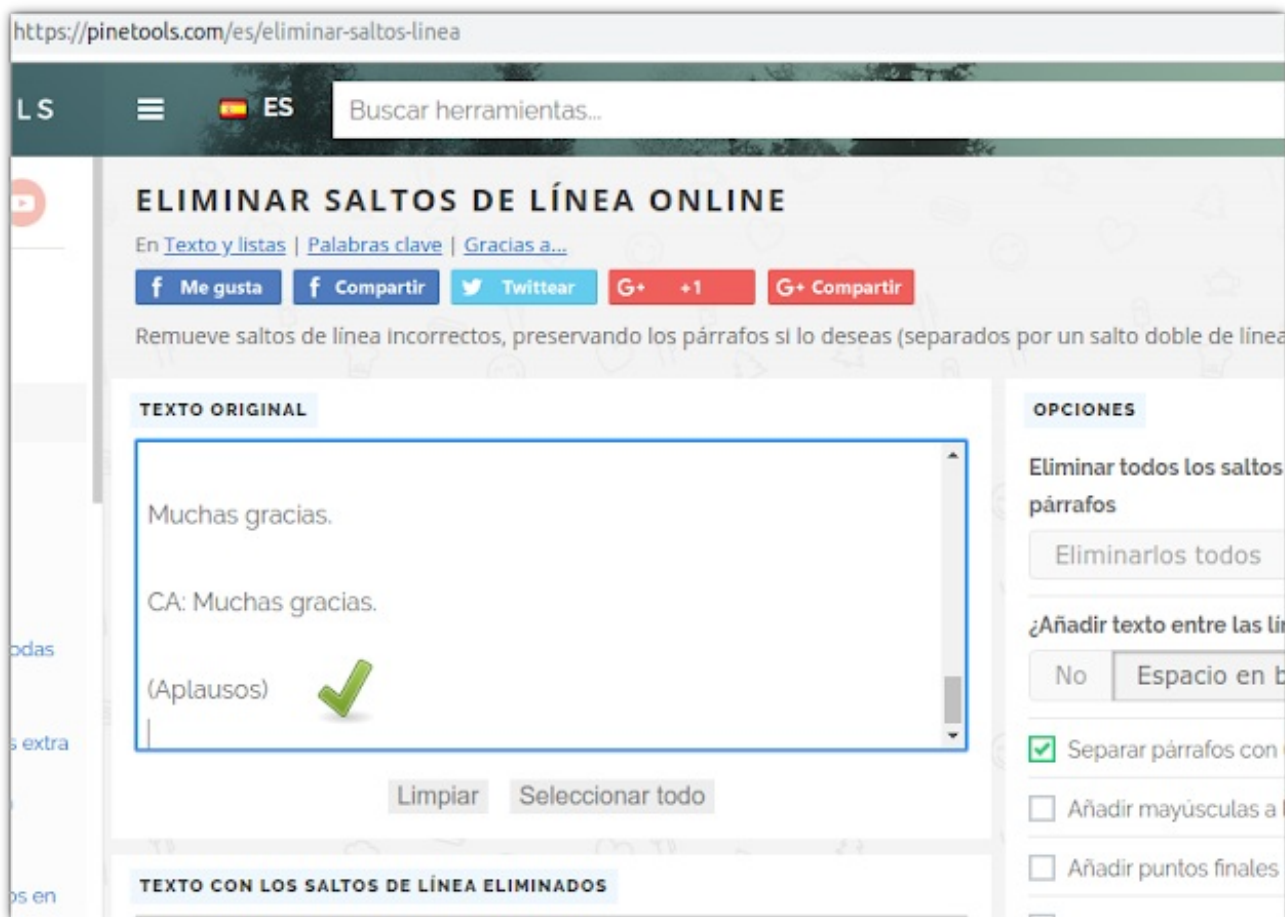 https://pinetools.com/es/eliminar-saltos-linea
LS
ES
Buscar herramientas...
ELIMINAR SALTOS DE LÍNEA ONLINE
En Texto y listas | Palabras clave | Gracias a...
f Me gusta
f Compartir
Twittear
G+ +1
G+ Compartir
Remueve saltos de línea incorrectos, preservando los párrafos si lo deseas (separados por un salto doble de línea
TEXTO ORIGINAL
Muchas gracias.
CA: Muchas gracias.
(Aplausos)
Limpiar
Seleccionar todo
TEXTO CON LOS SALTOS DE LÍNEA ELIMINADOS
OPCIONES
Eliminar todos los saltos
párrafos
Eliminarlos todos
¿Añadir texto entre las
No
Espacio en
Separar párrafos con
Añadir mayúsculas a
Añadir puntos finales
odas
extra
os en